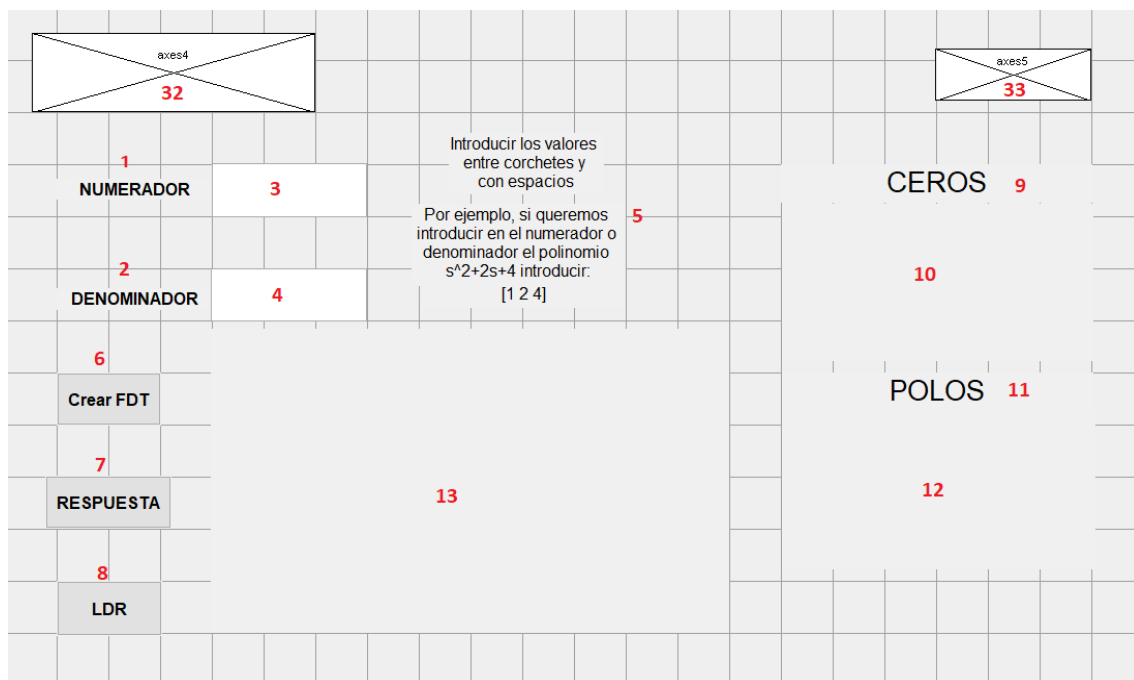 axes4
32
axes5
33
1
NUMERADOR
3
Introducir los valores
entre corchetes y
con espacios
CEROS 9
Por ejemplo, si queremos
introducir en el numerador o
denominador el polinomio
s^2+2s+4 introducir:
[1 2 4]
5
2
DENOMINADOR
4
10
6
Crear FDT
POLOS 11
7
RESPUESTA
13
12
8
LDR